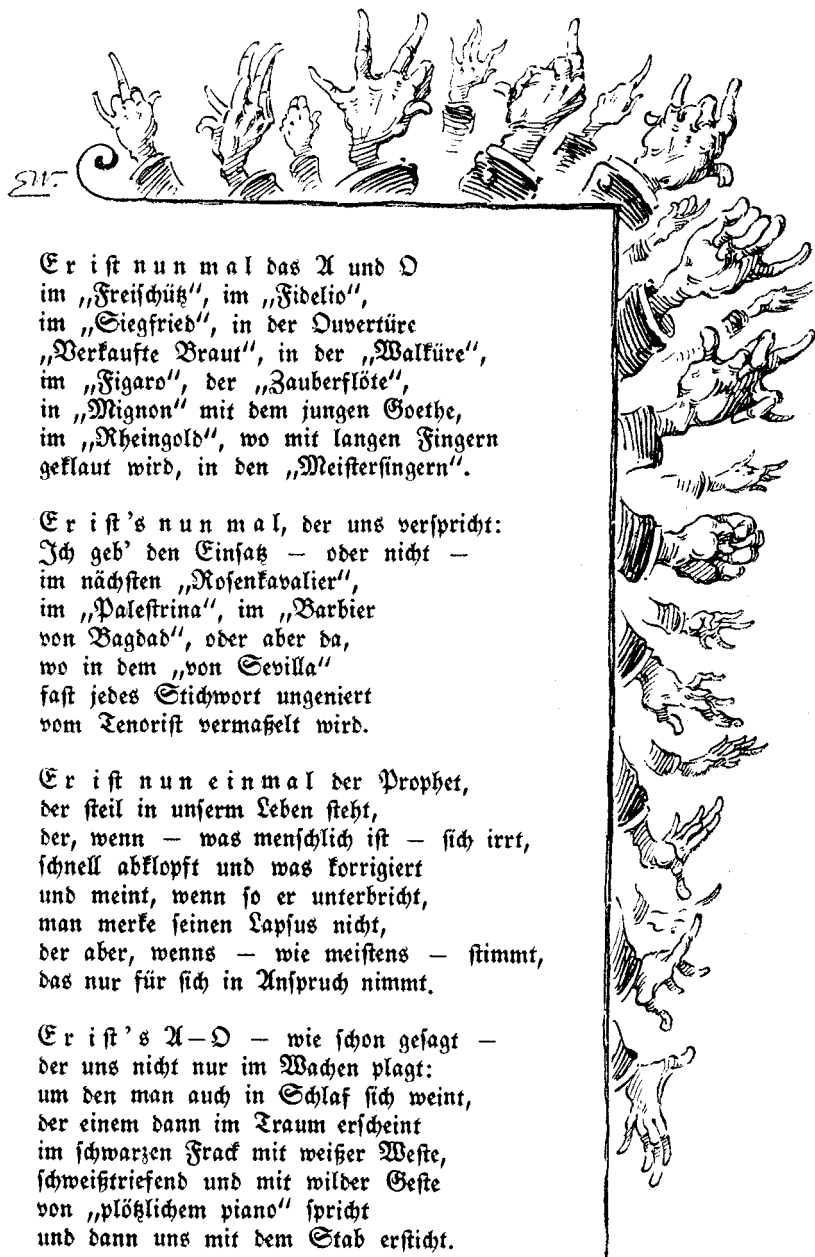 EW.
Er ist nun mal das A und O
im „Freischütz“, im „Fidelio“,
im „Siegfried“, in der Ouvertüre
„Verkaufte Braut“, in der „Walküre“,
im „Figaro“, der „Zauberflöte“,
in „Mignon“ mit dem jungen Goethe,
im „Rheingold“, wo mit langen Fingern
geklaut wird, in den „Meistersingern“.
Er ist's nun mal, der uns verspricht:
Ich geb' den Einsatz — oder nicht —
im nächsten „Rosenkavalier“,
im „Palestrina“, im „Barbier
von Bagdad“, oder aber da,
wo in dem „von Sevilla“
fast jedes Stichwort ungeniert
vom Tenorist vermaßelt wird.
Er ist nun einmal der Prophet,
der steil in unserm Leben steht,
der, wenn — was menschlich ist — sich irrt,
schnell abklopft und was korrigiert
und meint, wenn so er unterbricht,
man merke seinen Lapsus nicht,
der aber, wenns — wie meistens — stimmt,
das nur für sich in Anspruch nimmt.
Er ist's A—O — wie schon gesagt —
der uns nicht nur im Wachen plagt:
um den man auch in Schlaf sich weint,
der einem dann im Traum erscheint
im schwarzen Frack mit weißer Weste,
schweißtriefend und mit wilder Geste
von „plötzlichem piano“ spricht
und dann uns mit dem Stab ersticht.